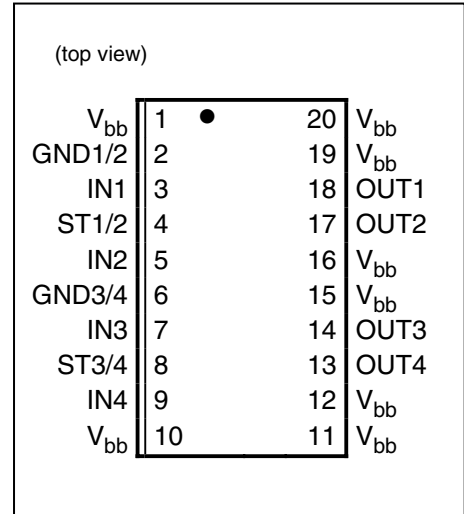 (top view)
Vbb 1 ● 20 Vbb
GND1/2 2 19 Vbb
IN1 3 18 OUT1
ST1/2 4 17 OUT2
IN2 5 16 Vbb
GND3/4 6 15 Vbb
IN3 7 14 OUT3
ST3/4 8 13 OUT4
IN4 9 12 Vbb
Vbb 10 11 Vbb